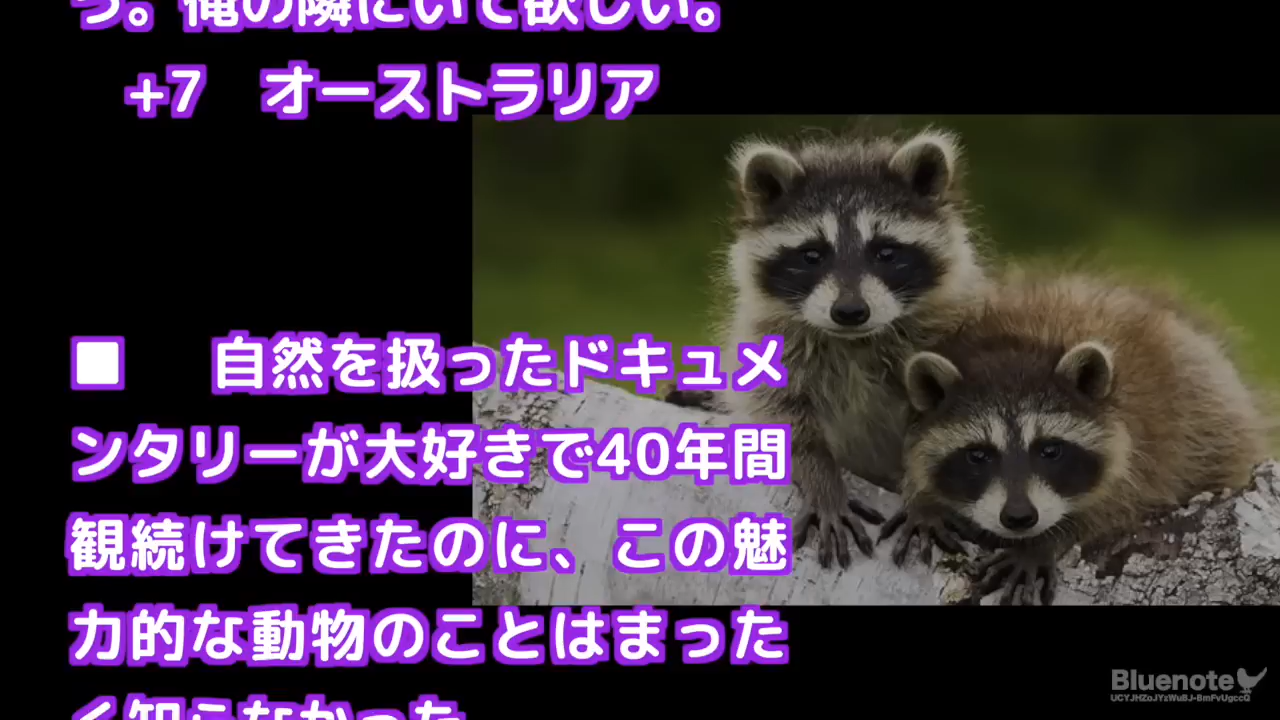 つ。俺の隣にいて欲しい。
+7　オーストラリア
■　自然を扱ったドキュメ
ンタリーが大好きで40年間
観続けてきたのに、この魅
力的な動物のことはまった
く知らなかった
Bluenote
UCYJHZoJYzWuBJ-BmFvUgccQ